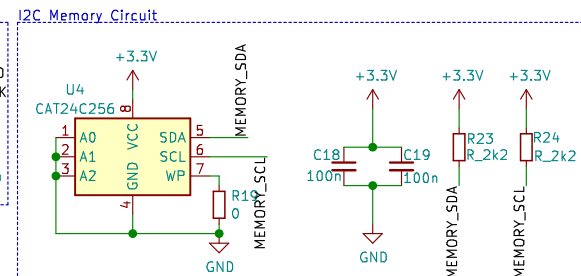 I2C Memory Circuit
+3.3V
U4
CAT24C256
8
VCC
1 A0
2 A1
3 A2
SDA 5
SCL 6
WP 7
GND
4
MEMORY_SDA
MEMORY_SCL
R19
0
GND
+3.3V
C18
100n
C19
100n
GND
+3.3V
R23
R_2k2
MEMORY_SDA
+3.3V
R24
R_2k2
MEMORY_SCL
K